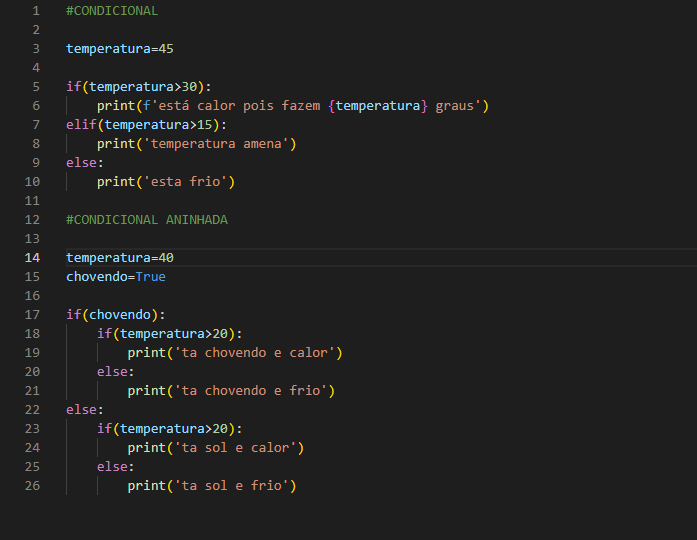 1 #CONDICIONAL
2
3 temperatura=45
4
5 if(temperatura>30):
6     print(f'está calor pois fazem {temperatura} graus')
7 elif(temperatura>15):
8     print('temperatura amena')
9 else:
10     print('esta frio')
11
12 #CONDICIONAL ANINHADA
13
14 temperatura=40
15 chovendo=True
16
17 if(chovendo):
18     if(temperatura>20):
19         print('ta chovendo e calor')
20     else:
21         print('ta chovendo e frio')
22 else:
23     if(temperatura>20):
24         print('ta sol e calor')
25     else:
26         print('ta sol e frio')